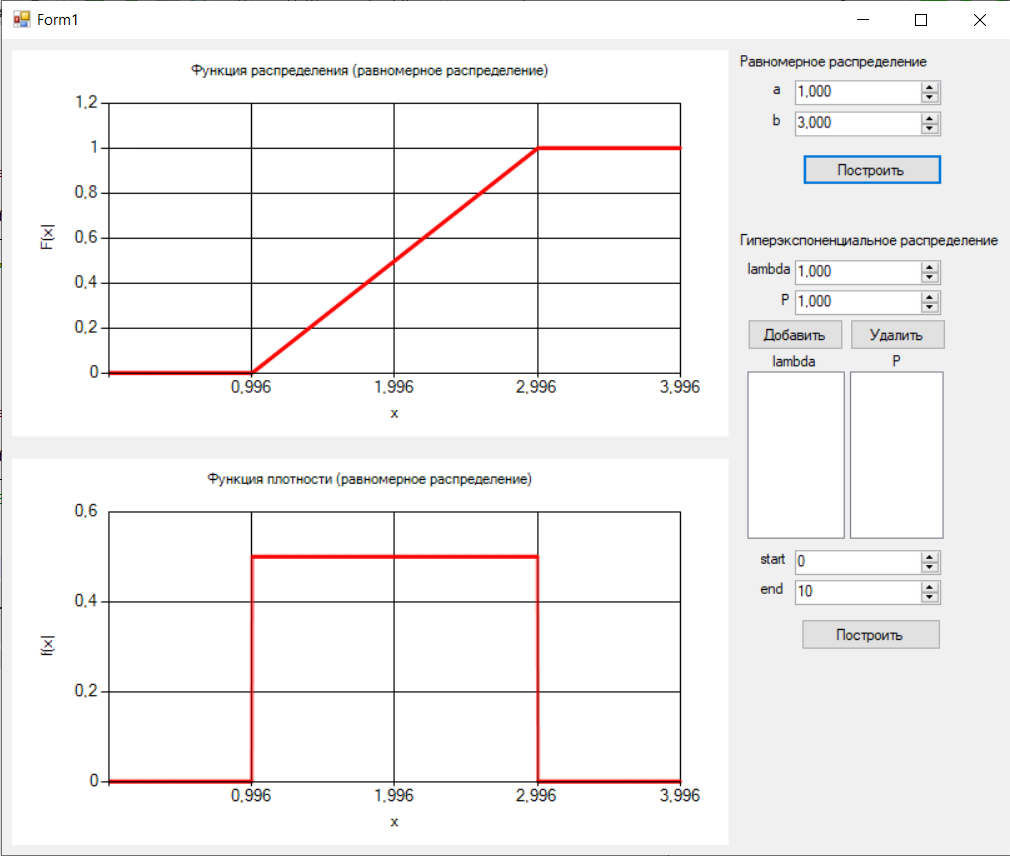 Form1
Функция распределения (равномерное распределение)
1,2
1
0,8
0,6
0,4
0,2
0
F(x)
0,996 1,996 2,996 3,996
x
Функция плотности (равномерное распределение)
0,6
0,4
0,2
0
f(x)
0,996 1,996 2,996 3,996
x
Равномерное распределение
a 1,000
b 3,000
Построить
Гиперэкспоненциальное распределение
lambda 1,000
P 1,000
Добавить Удалить
lambda P
start 0
end 10
Построить